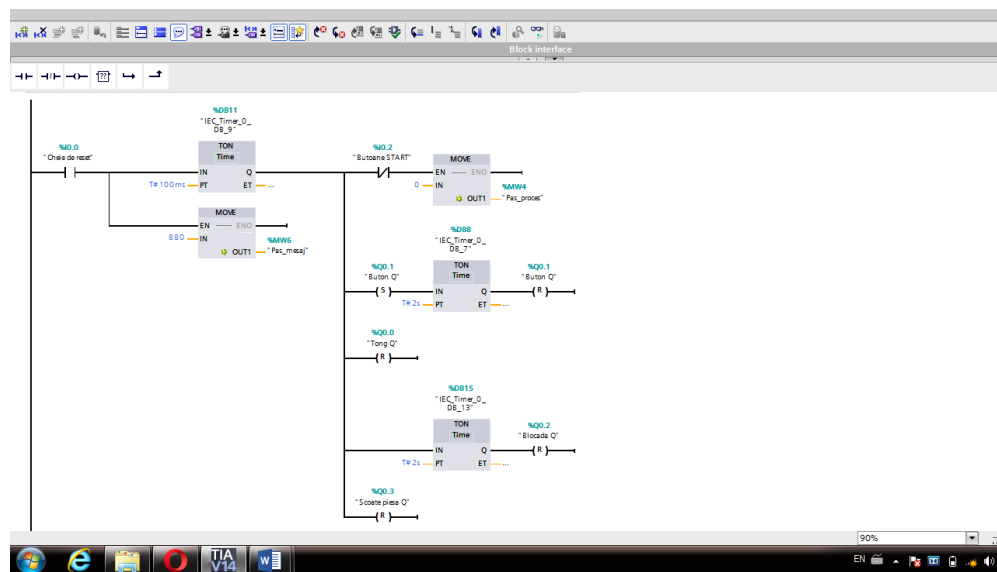 Block interface
??
%DB11
"IEC_Timer_0_
DB_9"
%I0.0
"Cheie de reset"
TON
Time
IN Q
T#100ms PT ET ...
MOVE
EN ENO
880 IN
OUT1
%MW6
"Pas_mesaj"
%I0.2
"Butoane START"
MOVE
EN ENO
0 IN
OUT1
%MW4
"Pas_proces"
%DB8
"IEC_Timer_0_
DB_7"
%Q0.1
"Buton Q"
S
TON
Time
IN Q
T#2s PT ET ...
%Q0.1
"Buton Q"
R
%Q0.0
"Tong Q"
R
%DB15
"IEC_Timer_0_
DB_13"
TON
Time
IN Q
T#2s PT ET ...
%Q0.2
"Blocada Q"
R
%Q0.3
"Scoate piesa Q"
R
90%
TIA
V14
W
EN